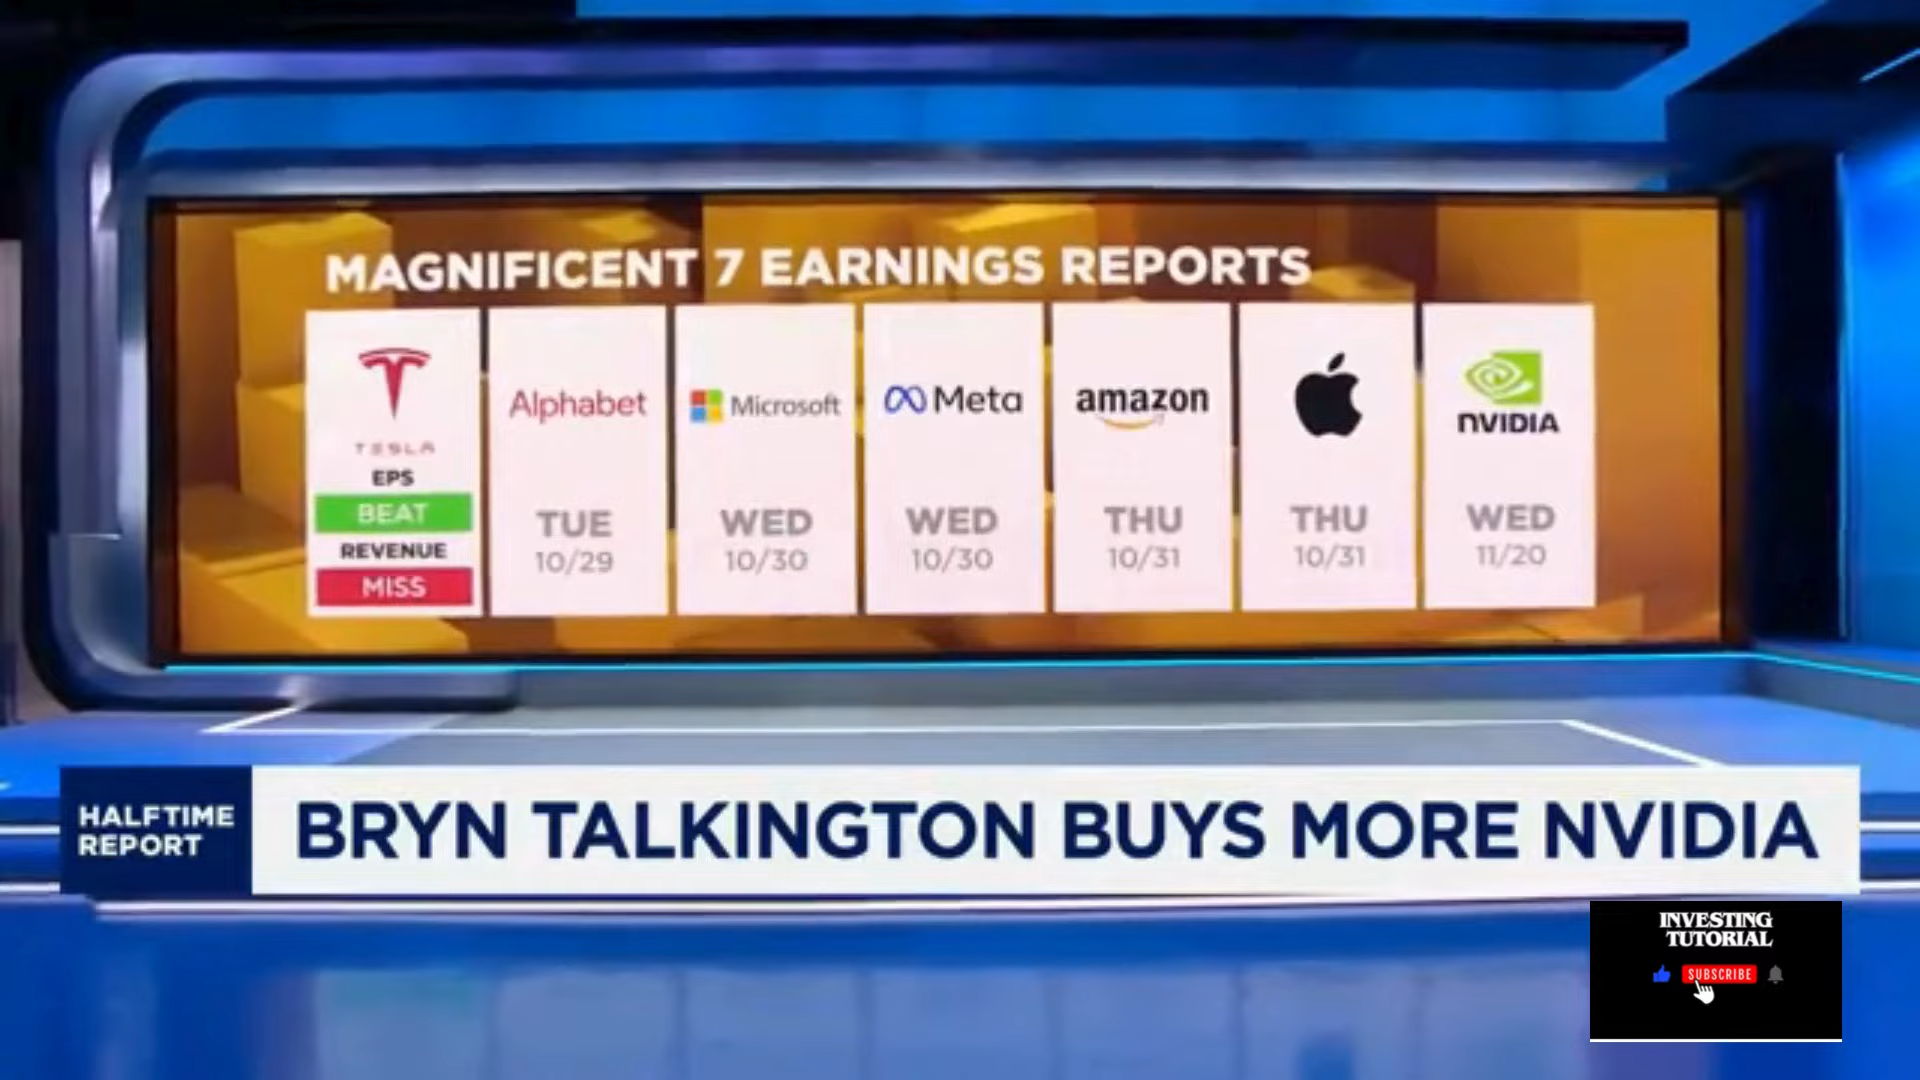 MAGNIFICENT 7 EARNINGS REPORTS
TESLA
EPS
BEAT
REVENUE
MISS
Alphabet
TUE
10/29
Microsoft
WED
10/30
Meta
WED
10/30
amazon
THU
10/31
THU
10/31
NVIDIA
WED
11/20
HALFTIME
REPORT
BRYN TALKINGTON BUYS MORE NVIDIA
INVESTING
TUTORIAL
SUBSCRIBE